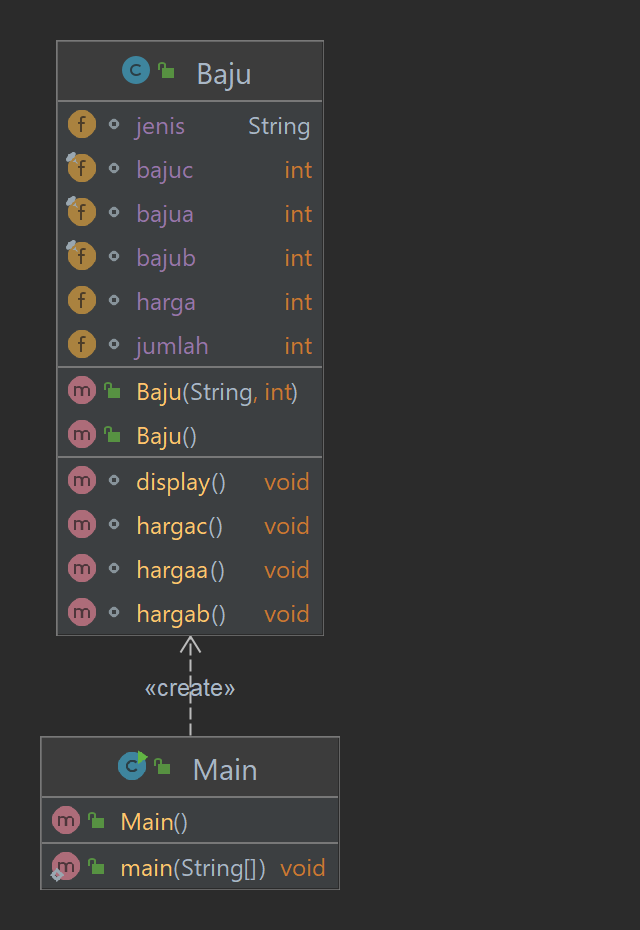 Baju
jenis String
bajuc int
bajua int
bajub int
harga int
jumlah int
Baju(String, int)
Baju()
display() void
hargac() void
hargaa() void
hargab() void
«create»
Main
Main()
main(String[]) void